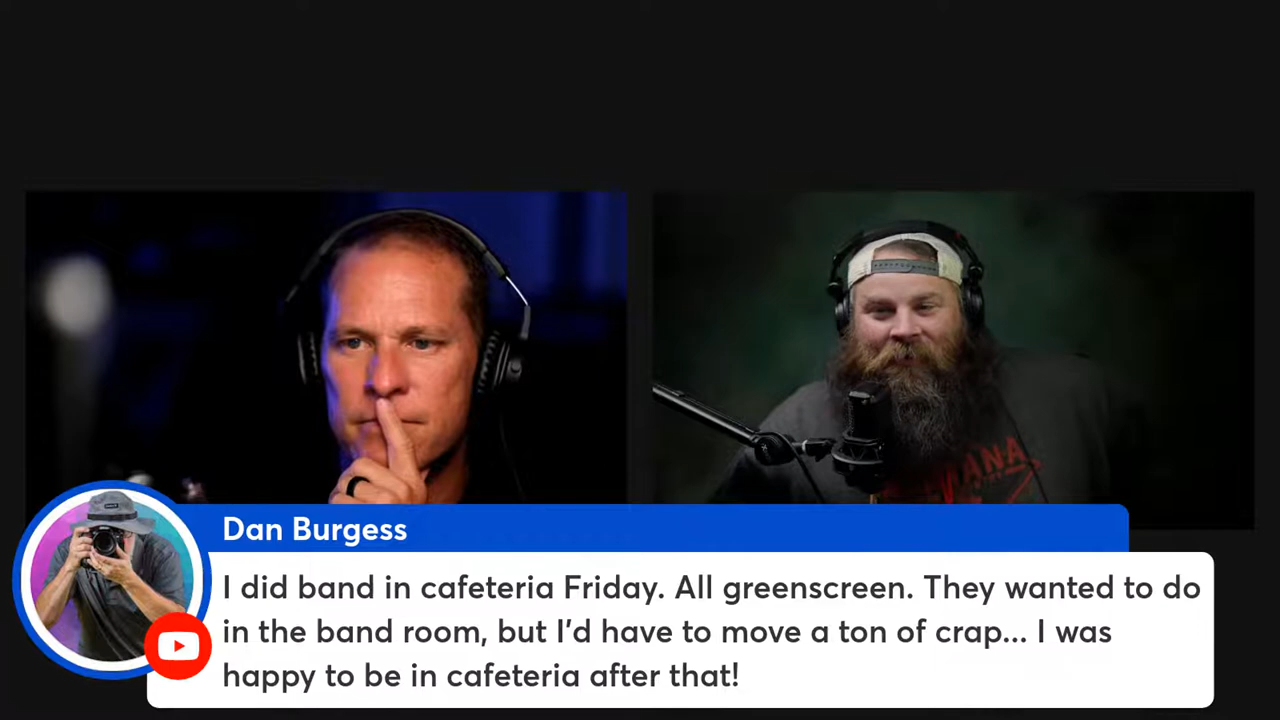 WANA
Dan Burgess
I did band in cafeteria Friday. All greenscreen. They wanted to do
in the band room, but I'd have to move a ton of crap... I was
happy to be in cafeteria after that!